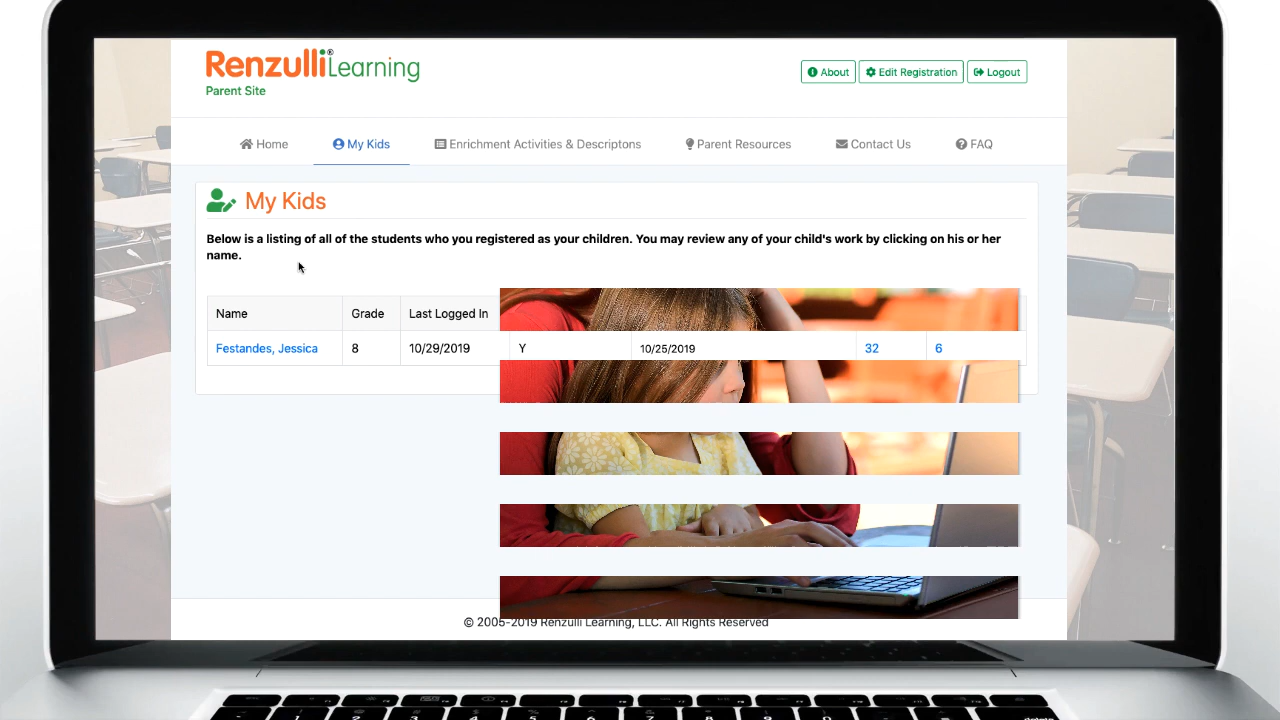 Renzulli Learning®
Parent Site
About
Edit Registration
Logout
Home
My Kids
Enrichment Activities & Descriptons
Parent Resources
Contact Us
FAQ
My Kids
Below is a listing of all of the students who you registered as your children. You may review any of your child's work by clicking on his or her
name.
Name Grade Last Logged In
Festandes, Jessica 8 10/29/2019 Y 10/25/2019 32 6
© 2005-2019 Renzulli Learning, LLC. All Rights Reserved